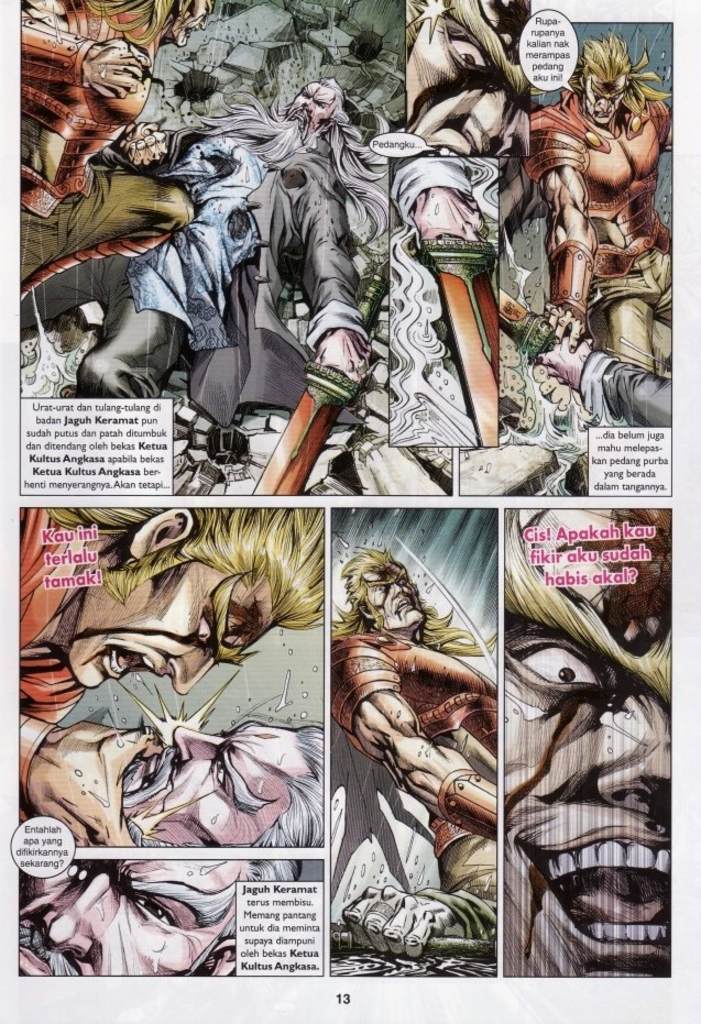 Rupa-
rupanya
kalian nak
merampas
pedang
aku ini!
Pedangku...
Urat-urat dan tulang-tulang di
badan Jaguh Keramat pun
sudah putus dan patah ditumbuk
dan ditendang oleh bekas Ketua
Kultus Angkasa apabila bekas
Ketua Kultus Angkasa ber-
henti menyerangnya. Akan tetapi...
...dia belum juga
mahu melepas-
kan pedang purba
yang berada
dalam tangannya.
Kau ini
terlalu
tamak!
Entahlah
apa yang
difikirkannya
sekarang?
Jaguh Keramat
terus membisu.
Memang pantang
untuk dia meminta
supaya diampuni
oleh bekas Ketua
Kultus Angkasa.
Cis! Apakah kau
fikir aku sudah
habis akal?
13